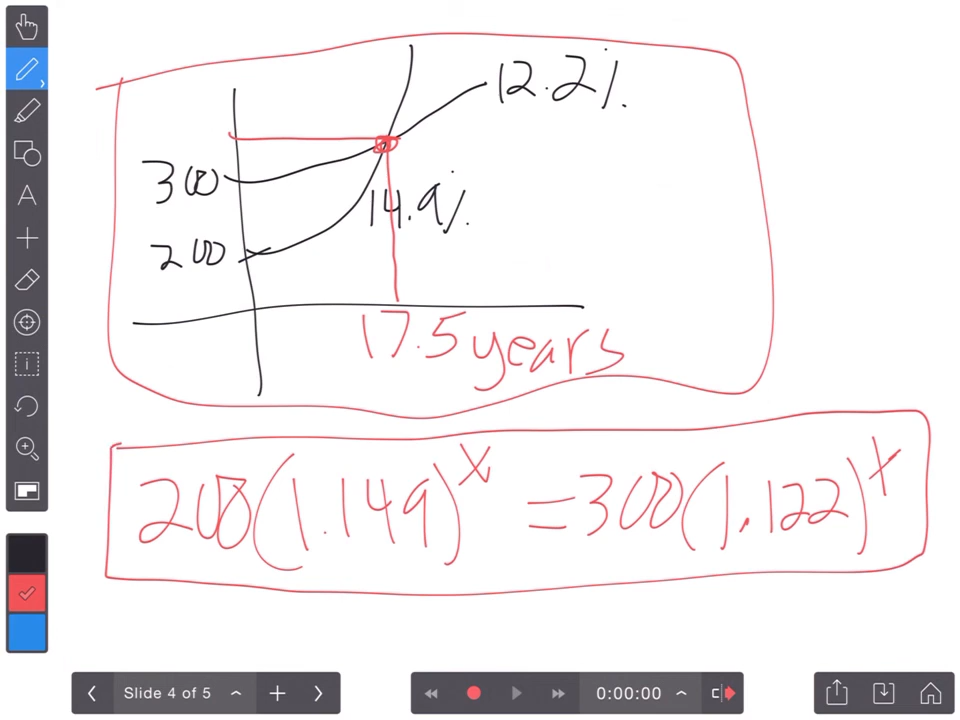 12.2%
300
14.9%
200
17.5 years
200(1.149)^x = 300(1.122)^x
A
i
Slide 4 of 5
0:00:00